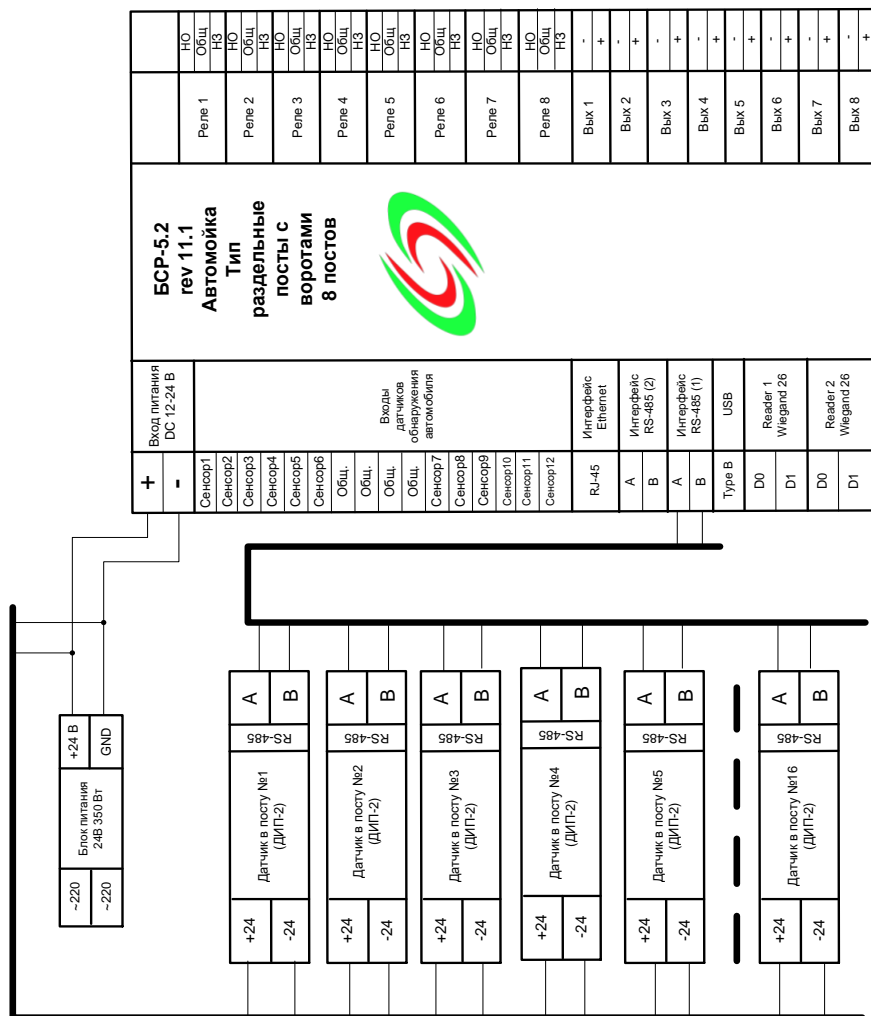 НО
Общ
НЗ
НО
Общ
НЗ
НО
Общ
НЗ
НО
Общ
НЗ
НО
Общ
НЗ
НО
Общ
НЗ
НО
Общ
НЗ
НО
Общ
НЗ
-
+
-
+
-
+
-
+
-
+
-
+
-
+
-
+
Реле 1
Реле 2
Реле 3
Реле 4
Реле 5
Реле 6
Реле 7
Реле 8
Вых 1
Вых 2
Вых 3
Вых 4
Вых 5
Вых 6
Вых 7
Вых 8
БСР-5.2
rev 11.1
Автомойка
Тип
раздельные
посты с
воротами
8 постов
Вход питания
DC 12-24 В
Входы
датчиков
обнаружения
автомобиля
Интерфейс
Ethernet
Интерфейс
RS-485 (2)
Интерфейс
RS-485 (1)
USB
Reader 1
Wiegand 26
Reader 2
Wiegand 26
+
-
Сенсор1
Сенсор2
Сенсор3
Сенсор4
Сенсор5
Сенсор6
Общ.
Общ.
Общ.
Общ.
Сенсор7
Сенсор8
Сенсор9
Сенсор10
Сенсор11
Сенсор12
RJ-45
A
B
A
B
Type B
D0
D1
D0
D1
+24 В
GND
Блок питания
24В 350 Вт
~220
~220
A
B
RS-485
Датчик в посту №1
(ДИП-2)
+24
-24
A
B
RS-485
Датчик в посту №2
(ДИП-2)
+24
-24
A
B
RS-485
Датчик в посту №3
(ДИП-2)
+24
-24
A
B
RS-485
Датчик в посту №4
(ДИП-2)
+24
-24
A
B
RS-485
Датчик в посту №5
(ДИП-2)
+24
-24
A
B
RS-485
Датчик в посту №16
(ДИП-2)
+24
-24